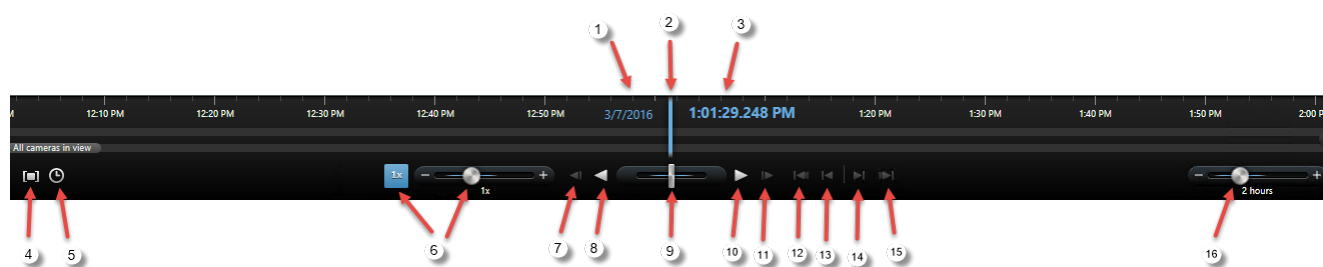 1 2 3
M 12:10 PM 12:20 PM 12:30 PM 12:40 PM 12:50 PM 3/7/2016 1:01:29.248 PM 1:20 PM 1:30 PM 1:40 PM 1:50 PM 2:00 P
All cameras in view
1x − + − +
1x 2 hours
4 5 6 7 8 9 10 11 12 13 14 15 16